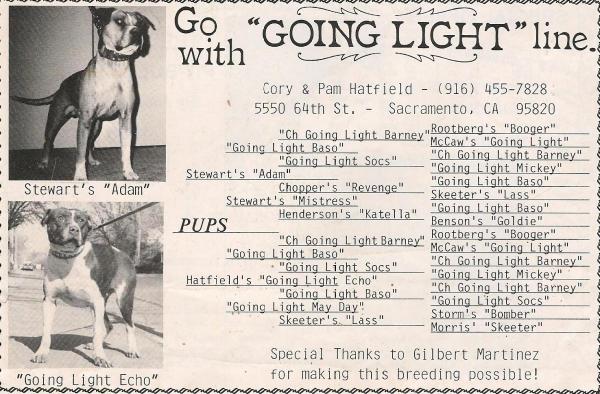 Go with "GOING LIGHT" line.
Cory & Pam Hatfield - (916) 455-7828
5550 64th St. - Sacramento, CA 95820
Stewart's "Adam"
"Going Light Echo"
PUPS
Stewart's "Adam"
"Going Light Baso"
"Ch Going Light Barney"
Rootberg's "Booger"
McCaw's "Going Light"
"Going Light Socs"
"Ch Going Light Barney"
"Going Light Mickey"
Stewart's "Mistress"
Chopper's "Revenge"
"Going Light Baso"
Skeeter's "Lass"
Henderson's "Katella"
"Going Light Baso"
Benson's "Goldie"
Hatfield's "Going Light Echo"
"Going Light Baso"
"Ch Going Light Barney"
Rootberg's "Booger"
McCaw's "Going Light"
"Going Light Socs"
"Ch Going Light Barney"
"Going Light Mickey"
"Going Light May Day"
"Going Light Baso"
"Ch Going Light Barney"
"Going Light Socs"
Skeeter's "Lass"
Storm's "Bomber"
Morris' "Skeeter"
Special Thanks to Gilbert Martinez
for making this breeding possible!